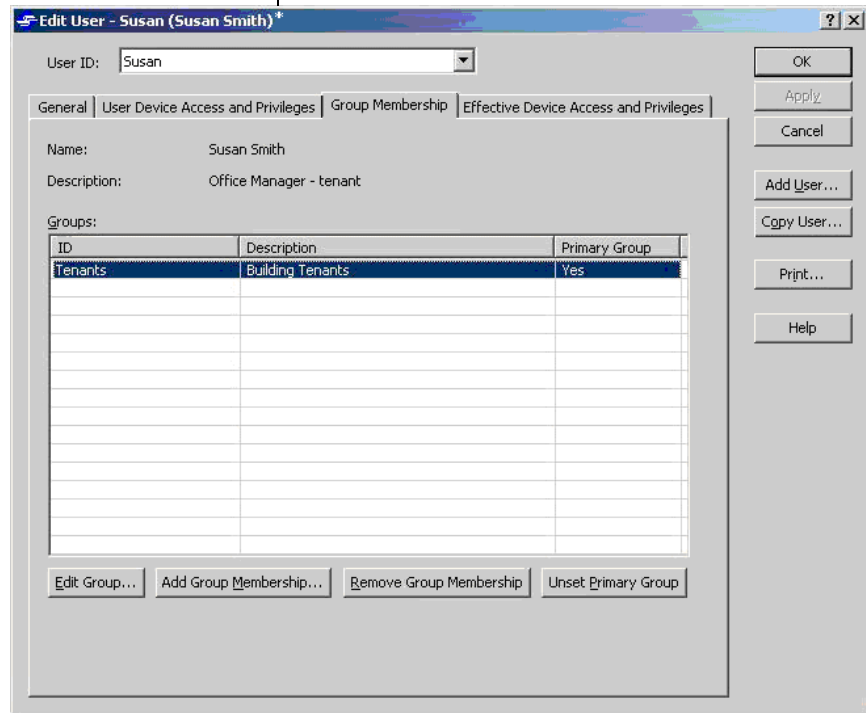 Edit User - Susan (Susan Smith)*
User ID: Susan
OK
Apply
Cancel
Add User...
Copy User...
Print...
Help
General User Device Access and Privileges Group Membership Effective Device Access and Privileges
Name: Susan Smith
Description: Office Manager - tenant
Groups:
ID Description Primary Group
Tenants Building Tenants Yes
Edit Group... Add Group Membership... Remove Group Membership Unset Primary Group